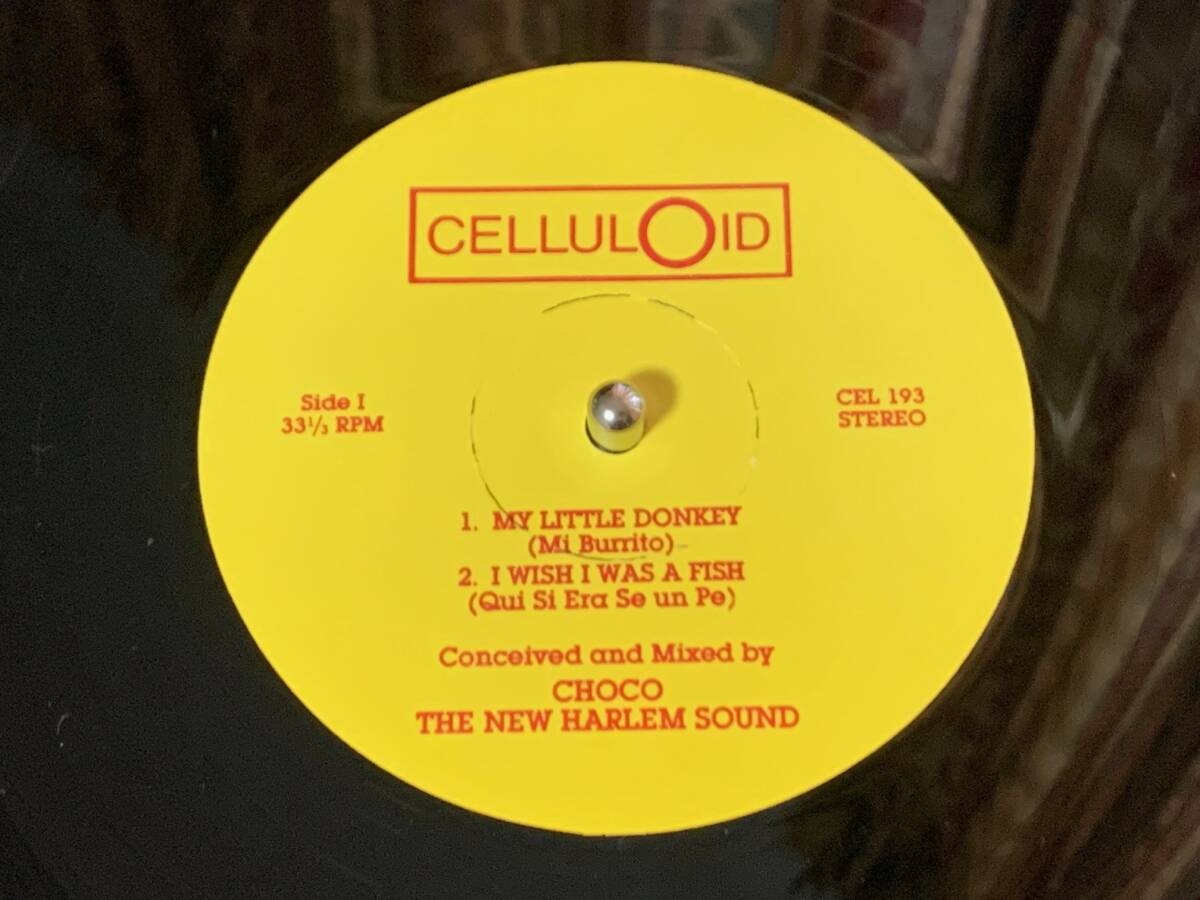 CELLULOID
Side I
33⅓ RPM
CEL 193
STEREO
1. MY LITTLE DONKEY
(Mi Burrito)
2. I WISH I WAS A FISH
(Qui Si Era Se un Pe)
Conceived and Mixed by
CHOCO
THE NEW HARLEM SOUND